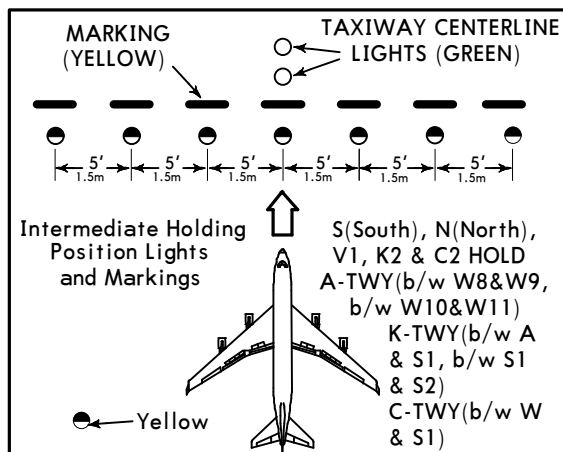 MARKING
(YELLOW)
TAXIWAY CENTERLINE
LIGHTS (GREEN)
5' 5' 5' 5' 5' 5'
1.5m 1.5m 1.5m 1.5m 1.5m 1.5m
Intermediate Holding
Position Lights
and Markings
S(South), N(North),
V1, K2 & C2 HOLD
A-TWY(b/w W8&W9,
b/w W10&W11)
K-TWY(b/w A
& S1, b/w S1
& S2)
C-TWY(b/w W
& S1)
Yellow